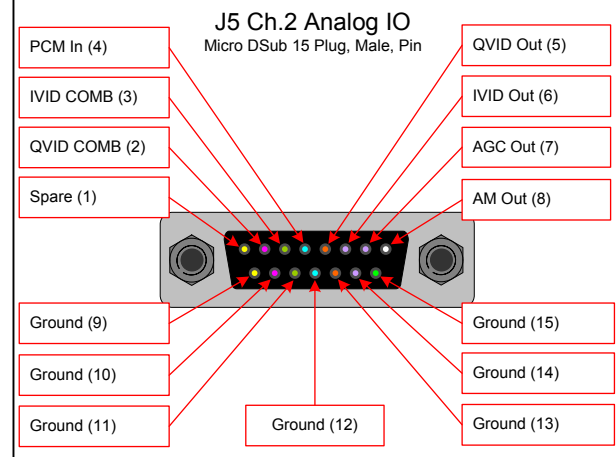 J5 Ch.2 Analog IO
Micro DSub 15 Plug, Male, Pin
PCM In (4)
IVID COMB (3)
QVID COMB (2)
Spare (1)
QVID Out (5)
IVID Out (6)
AGC Out (7)
AM Out (8)
Ground (9)
Ground (10)
Ground (11)
Ground (12)
Ground (15)
Ground (14)
Ground (13)